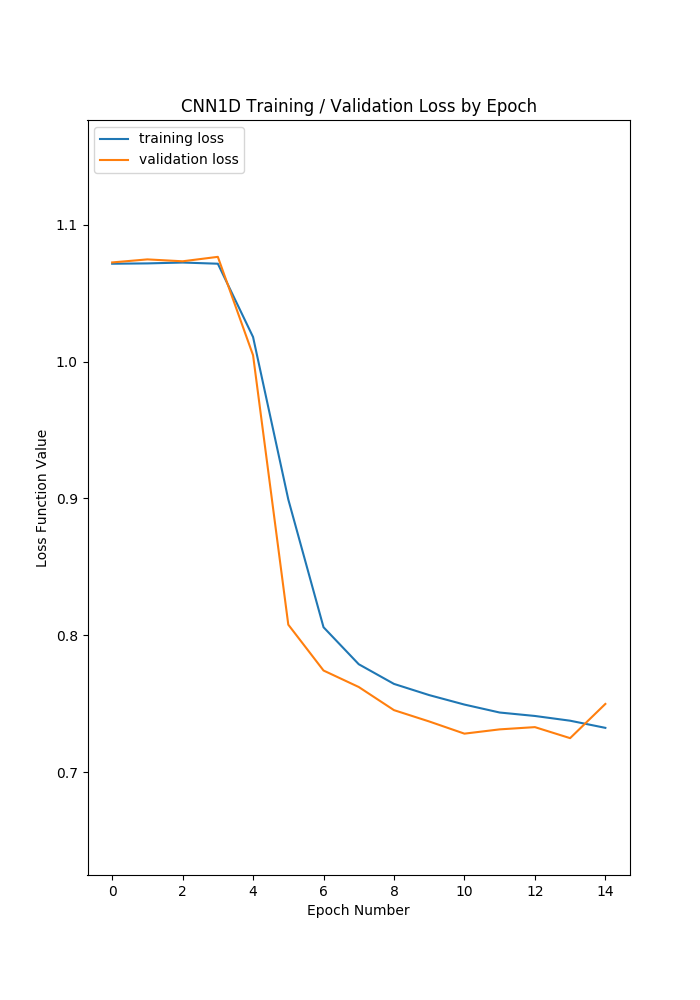 CNN1D Training / Validation Loss by Epoch
training loss
validation loss
1.1
1.0
0.9
0.8
0.7
Loss Function Value
0 2 4 6 8 10 12 14
Epoch Number